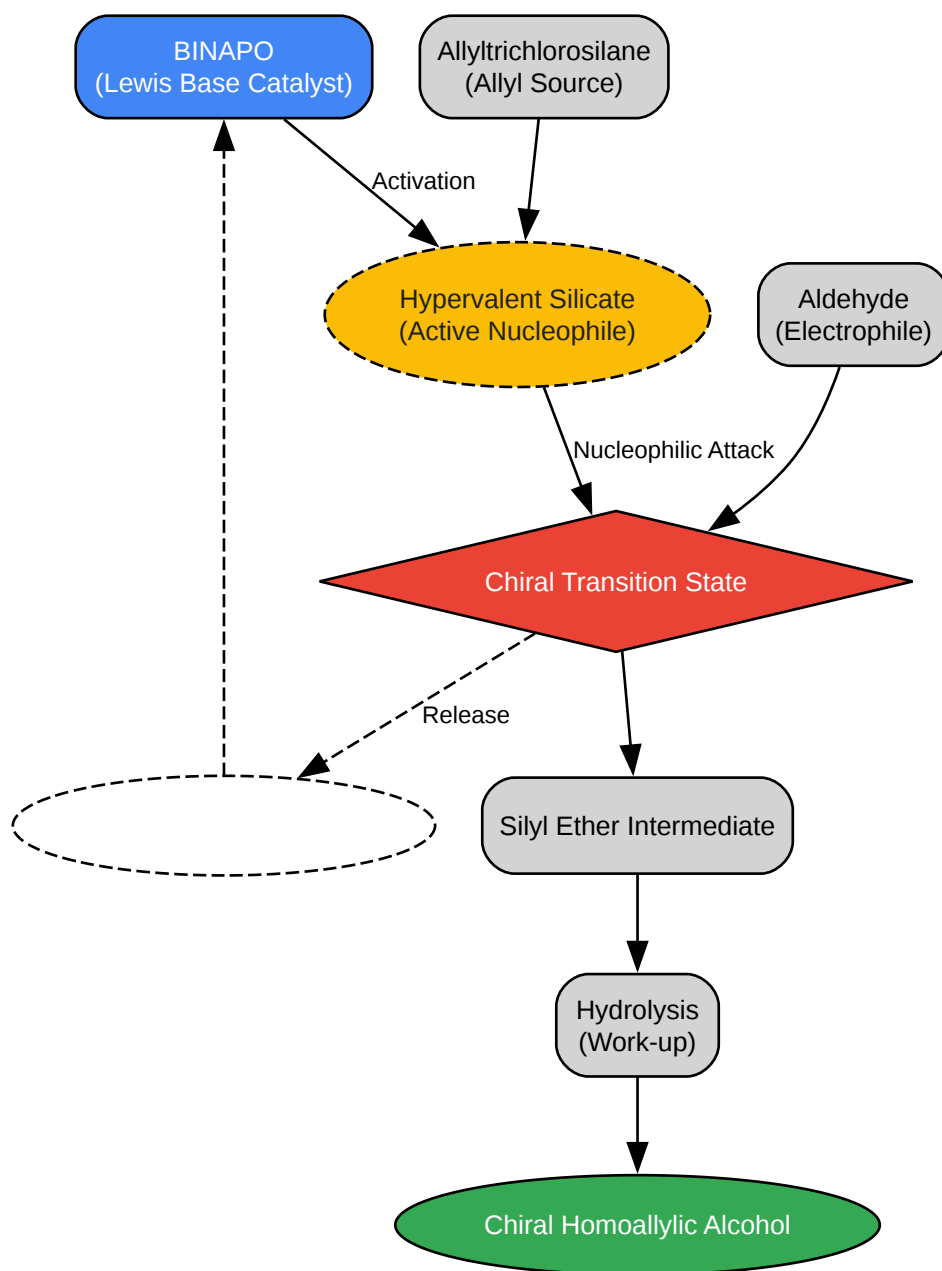 BINAPO
(Lewis Base Catalyst)
Allyltrichlorosilane
(Allyl Source)
Activation
Hypervalent Silicate
(Active Nucleophile)
Aldehyde
(Electrophile)
Nucleophilic Attack
Chiral Transition State
Release
Silyl Ether Intermediate
Hydrolysis
(Work-up)
Chiral Homoallylic Alcohol